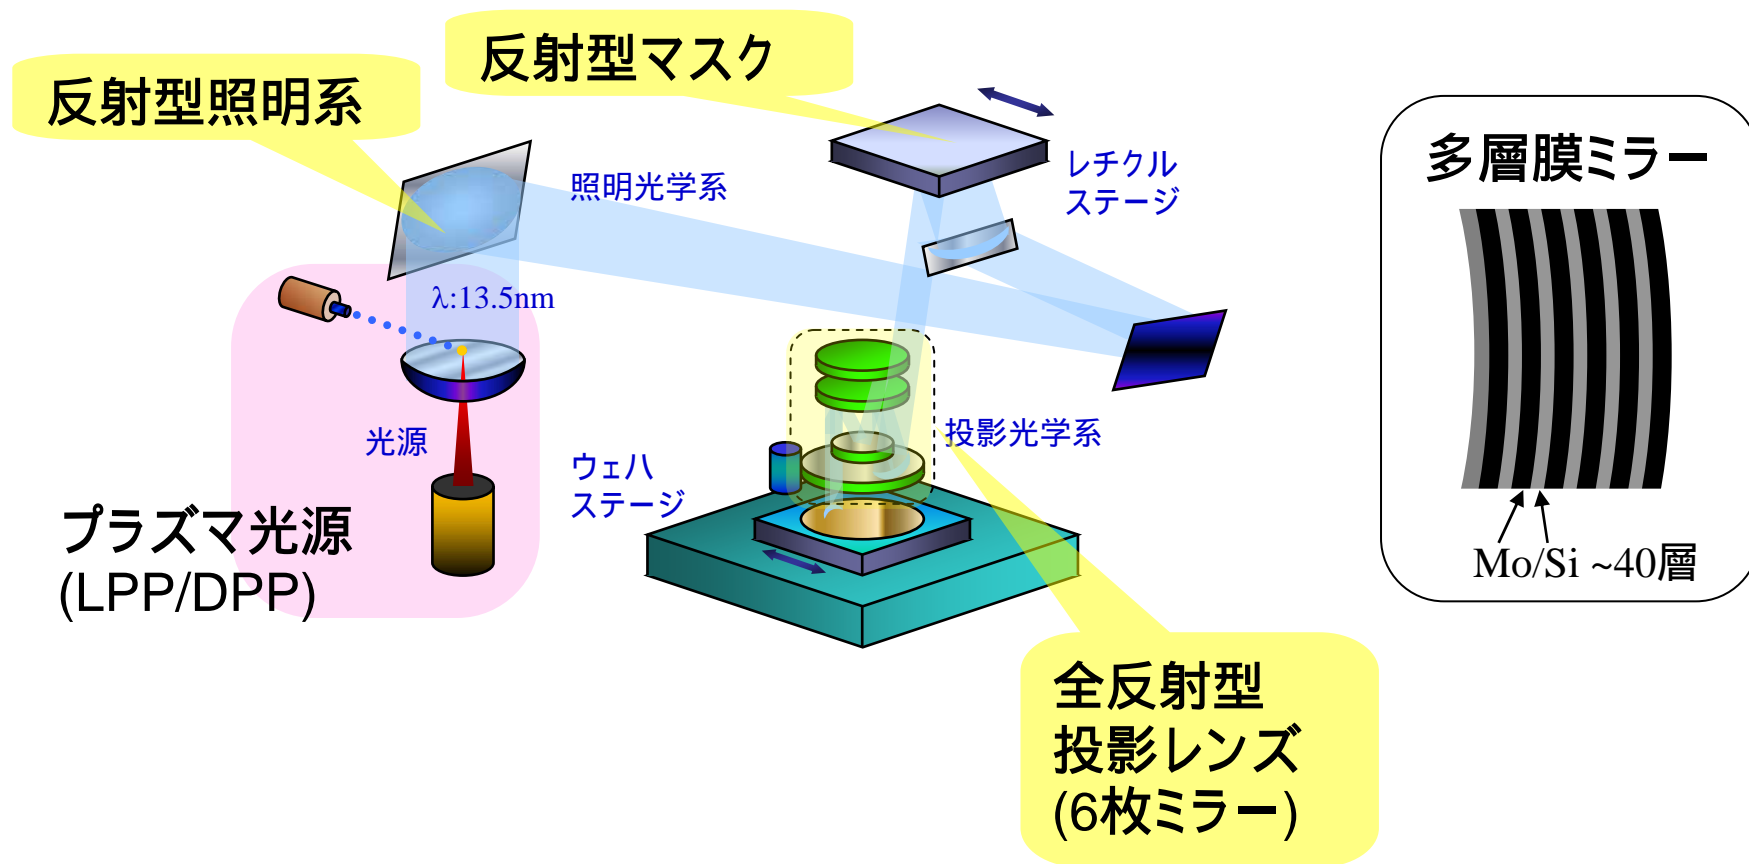 反射型マスク
反射型照明系
照明光学系
レチクル
ステージ
多層膜ミラー
λ:13.5nm
光源
投影光学系
ウェハ
ステージ
プラズマ光源
(LPP/DPP)
Mo/Si ~40層
全反射型
投影レンズ
(6枚ミラー)